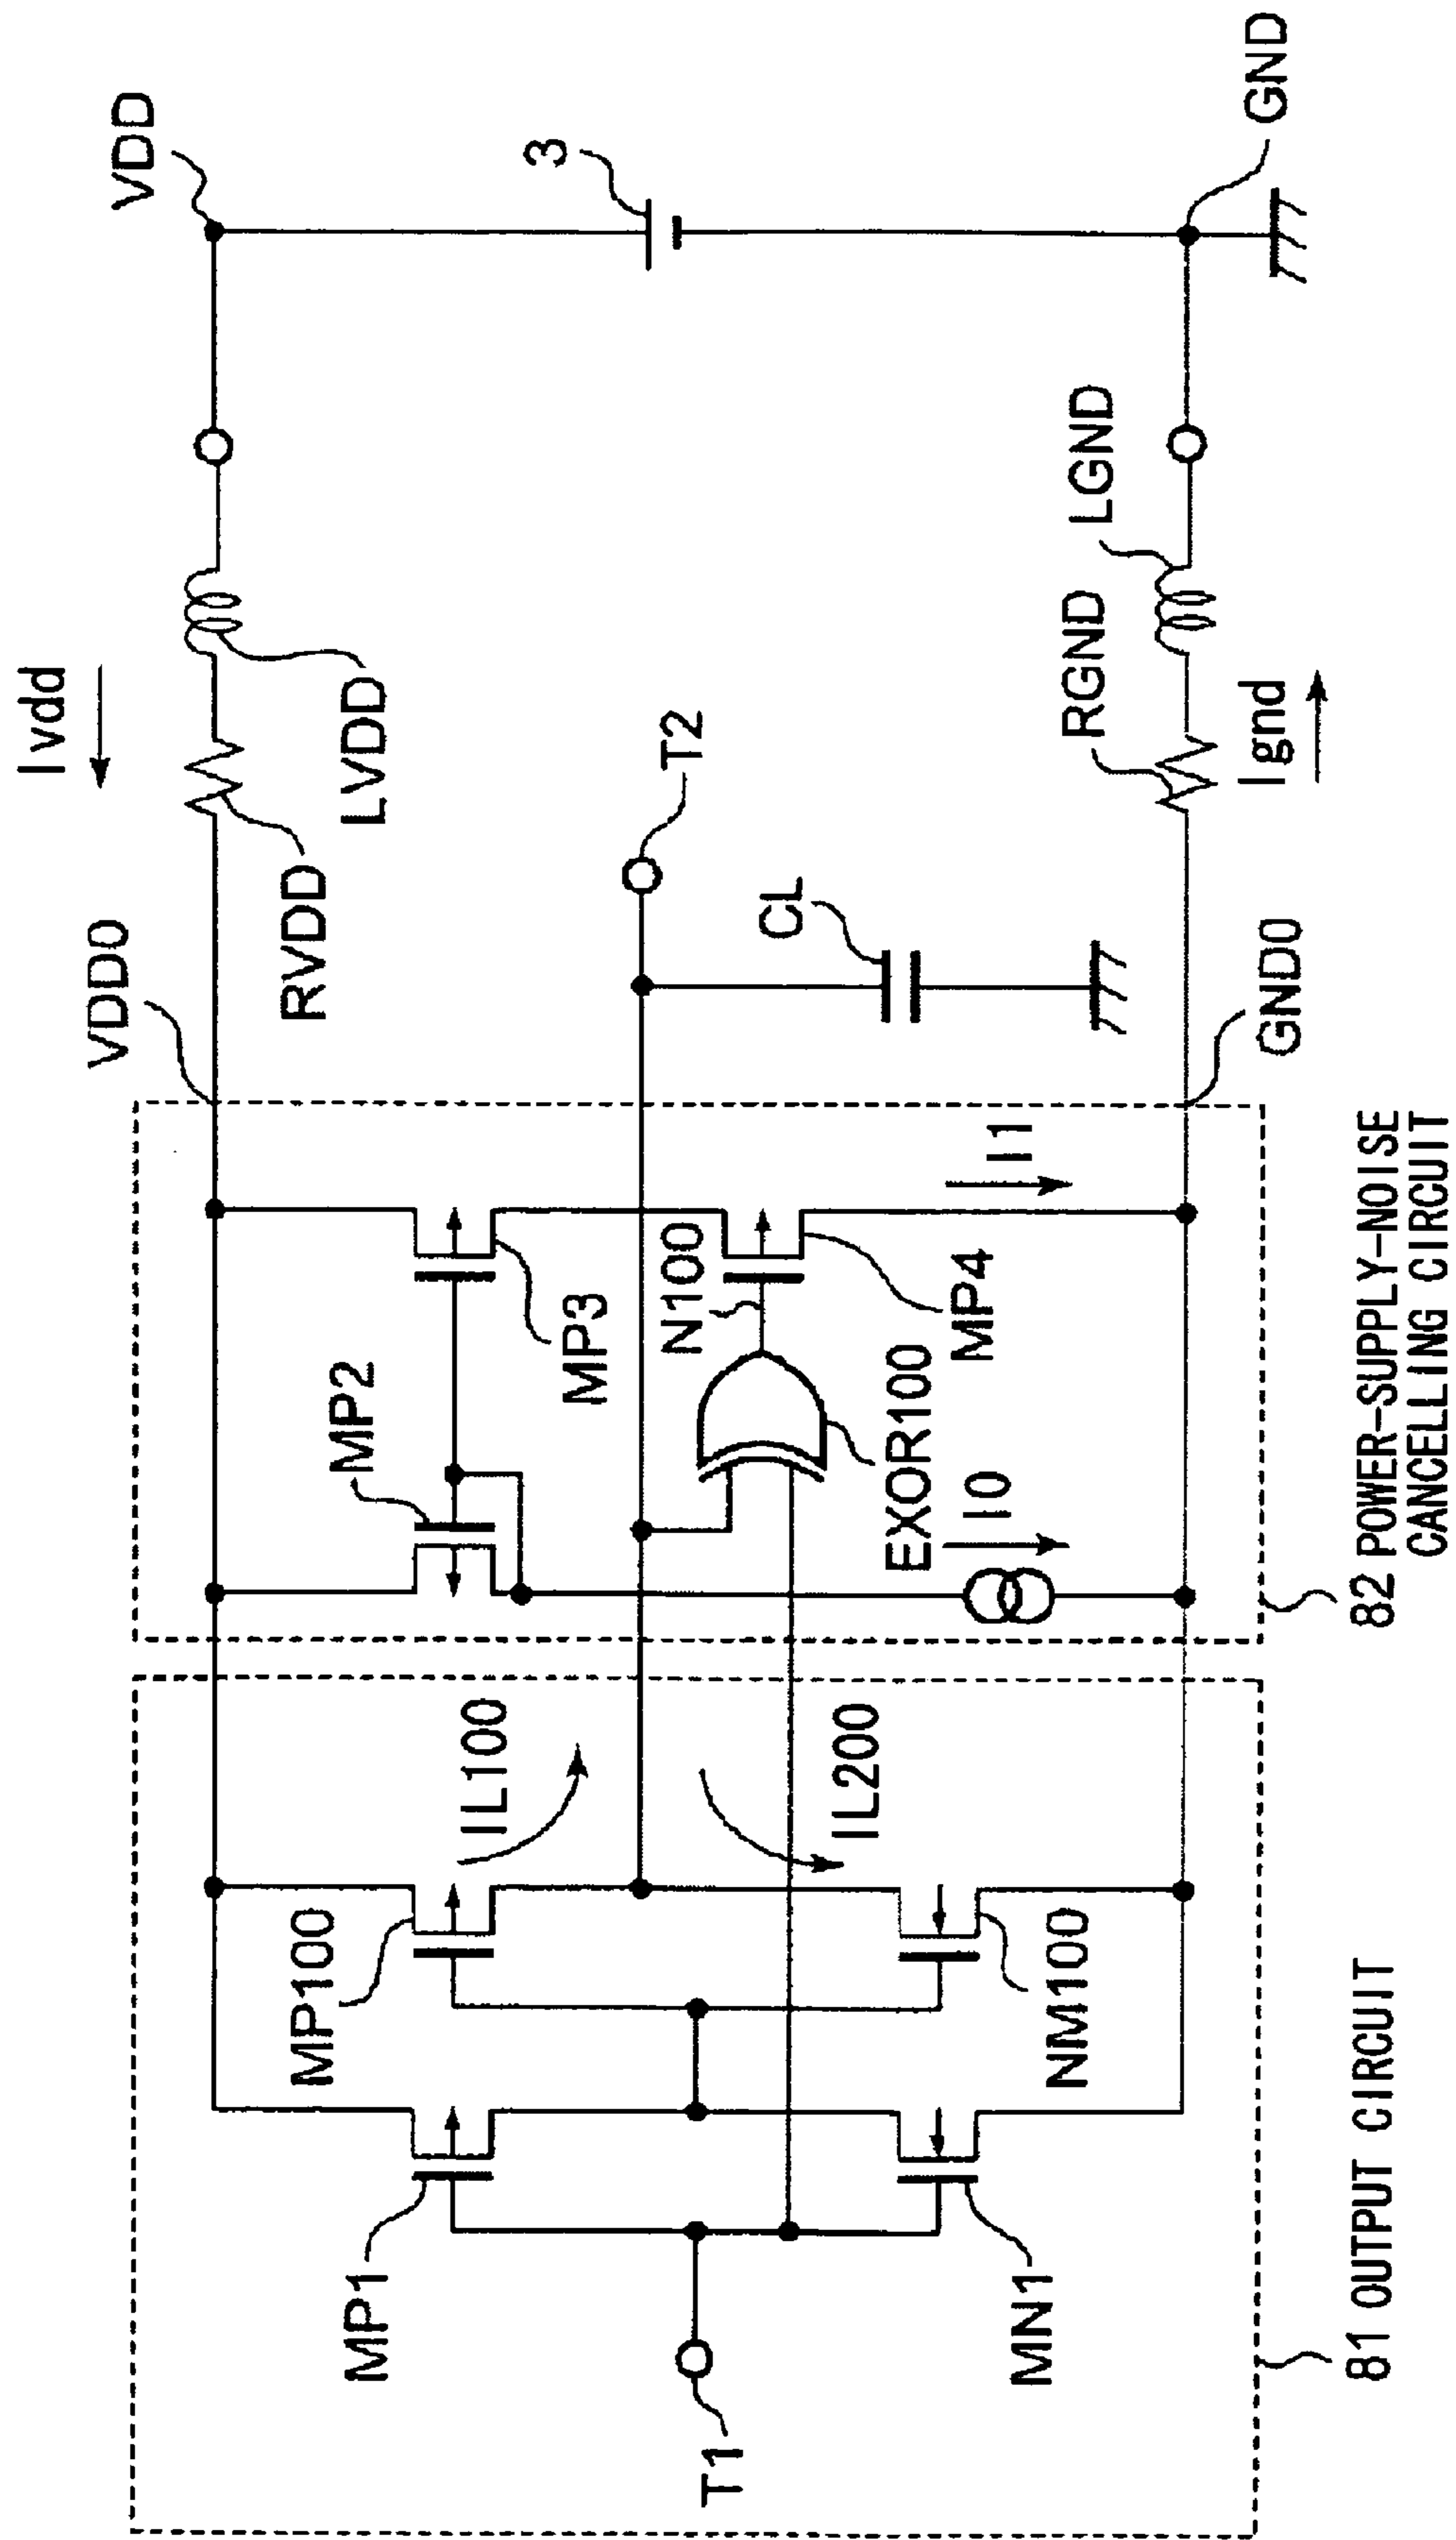 Ivdd
VDD
VDD0
RVDD
LVDD
3
MP2
MP3
IL100
MP100
MP1
T2
N100
CL
MP4
EXOR100
I0
I1
IL200
T1
NM100
MN1
RGND
LGND
Ignd
GND
GND0
81 OUTPUT CIRCUIT
82 POWER-SUPPLY-NOISE
CANCELLING CIRCUIT